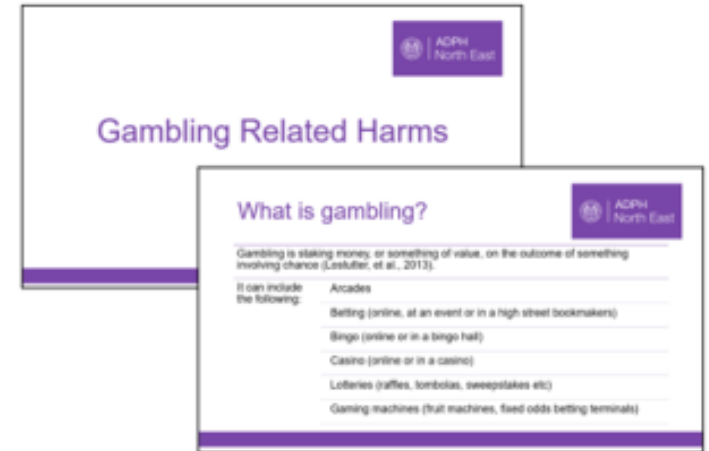 ADPH
North East
Gambling Related Harms
What is gambling?
ADPH
North East
Gambling is staking money, or something of value, on the outcome of something
involving chance (Lostutter, et al., 2013).
It can include
the following:
Arcades
Betting (online, at an event or in a high street bookmakers)
Bingo (online or in a bingo hall)
Casino (online or in a casino)
Lotteries (raffles, tombolas, sweepstakes etc)
Gaming machines (fruit machines, fixed odds betting terminals)